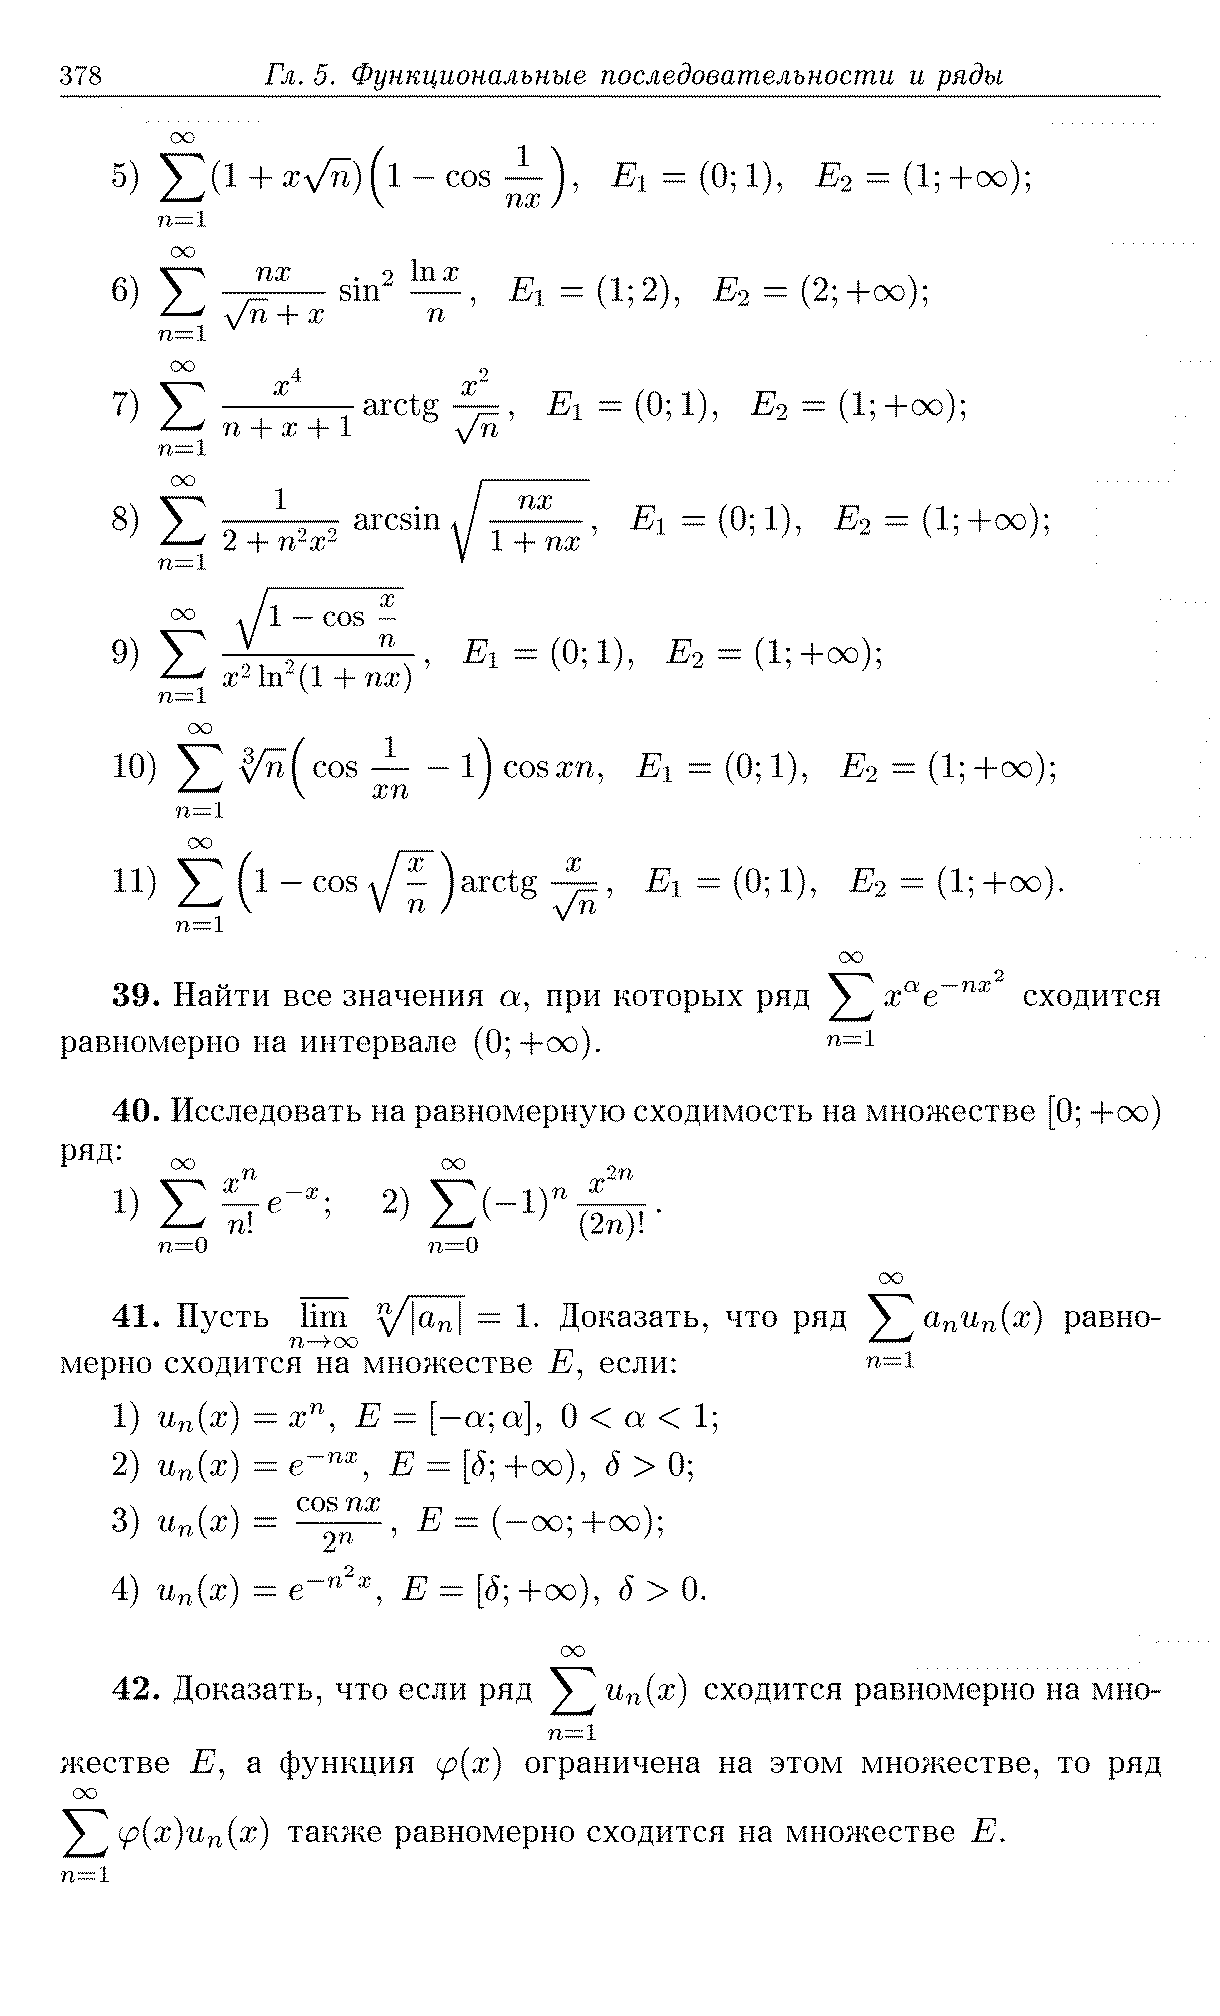 378 Гл. 5. Функциональные последовательности и ряды
5) $\sum_{n=1}^{\infty}(1+x\sqrt{n})\left(1-\cos\frac{1}{nx}\right)$, $E_1=(0;1)$, $E_2=(1;+\infty)$;
6) $\sum_{n=1}^{\infty}\frac{nx}{\sqrt{n}+x}\sin^2\frac{\ln x}{n}$, $E_1=(1;2)$, $E_2=(2;+\infty)$;
7) $\sum_{n=1}^{\infty}\frac{x^4}{n+x+1}\operatorname{arctg}\frac{x^2}{\sqrt{n}}$, $E_1=(0;1)$, $E_2=(1;+\infty)$;
8) $\sum_{n=1}^{\infty}\frac{1}{2+n^2x^2}\arcsin\sqrt{\frac{nx}{1+nx}}$, $E_1=(0;1)$, $E_2=(1;+\infty)$;
9) $\sum_{n=1}^{\infty}\frac{\sqrt{1-\cos\frac{x}{n}}}{x^2\ln^2(1+nx)}$, $E_1=(0;1)$, $E_2=(1;+\infty)$;
10) $\sum_{n=1}^{\infty}\sqrt[3]{n}\left(\cos\frac{1}{xn}-1\right)\cos xn$, $E_1=(0;1)$, $E_2=(1;+\infty)$;
11) $\sum_{n=1}^{\infty}\left(1-\cos\sqrt{\frac{x}{n}}\right)\operatorname{arctg}\frac{x}{\sqrt{n}}$, $E_1=(0;1)$, $E_2=(1;+\infty)$.
39. Найти все значения $\alpha$, при которых ряд $\sum_{n=1}^{\infty}x^{\alpha}e^{-nx^2}$ сходится
равномерно на интервале $(0;+\infty)$.
40. Исследовать на равномерную сходимость на множестве $[0;+\infty)$
ряд:
1) $\sum_{n=0}^{\infty}\frac{x^n}{n!}e^{-x}$; 2) $\sum_{n=0}^{\infty}(-1)^n\frac{x^{2n}}{(2n)!}$.
41. Пусть $\overline{\lim}_{n\to\infty}\sqrt[n]{|a_n|}=1$. Доказать, что ряд $\sum_{n=1}^{\infty}a_nu_n(x)$ равно-
мерно сходится на множестве $E$, если:
1) $u_n(x)=x^n$, $E=[-\alpha;\alpha]$, $0<\alpha<1$;
2) $u_n(x)=e^{-nx}$, $E=[\delta;+\infty)$, $\delta>0$;
3) $u_n(x)=\frac{\cos nx}{2^n}$, $E=(-\infty;+\infty)$;
4) $u_n(x)=e^{-n^2x}$, $E=[\delta;+\infty)$, $\delta>0$.
42. Доказать, что если ряд $\sum_{n=1}^{\infty}u_n(x)$ сходится равномерно на мно-
жестве $E$, а функция $\varphi(x)$ ограничена на этом множестве, то ряд
$\sum_{n=1}^{\infty}\varphi(x)u_n(x)$ также равномерно сходится на множестве $E$.